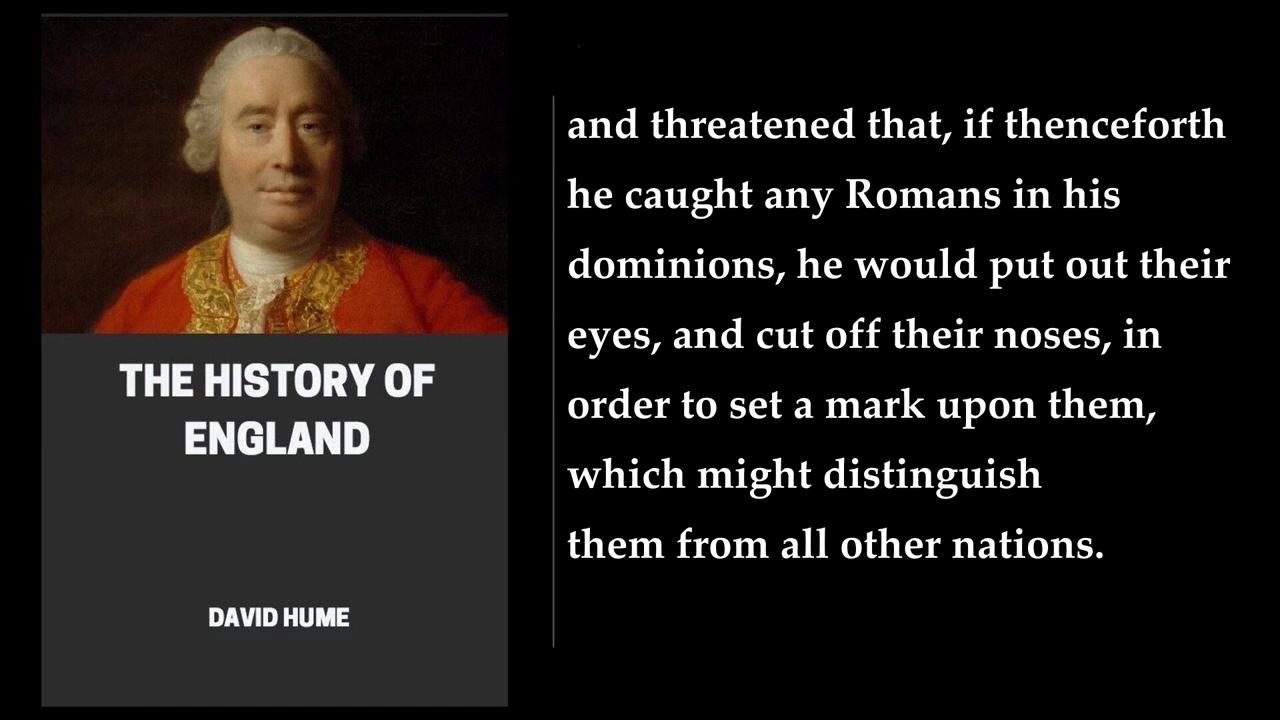 THE HISTORY OF
ENGLAND
DAVID HUME
and threatened that, if thenceforth
he caught any Romans in his
dominions, he would put out their
eyes, and cut off their noses, in
order to set a mark upon them,
which might distinguish
them from all other nations.